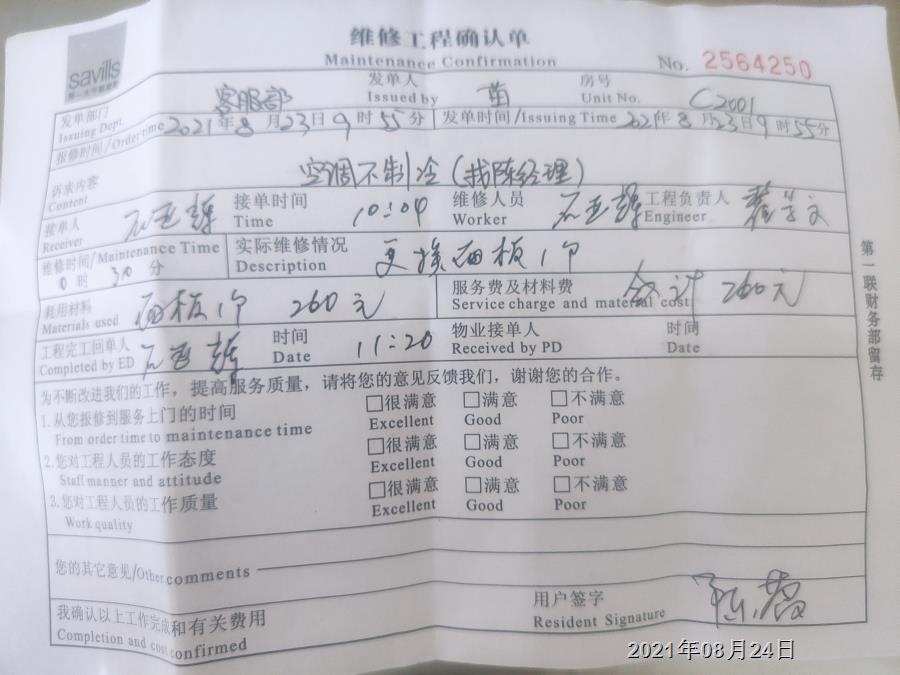 savills
维修工程确认单
Maintenance Confirmation
No. 2564250
发单部门 客服部 发单人 苗 房号 C2001
Issuing Dept. Issued by Unit No.
报修时间/Order time 2021年8月23日9时55分 发单时间/Issuing Time 2021年8月23日9时55分
诉求内容 空调不制冷(找陈经理)
Content
接单人 接单时间 10:04 维修人员 工程负责人
Receiver Time Worker Engineer
维修时间/Maintenance Time 实际维修情况 更换面板1个
0时30分 Description
耗用材料 面板1个 260元 服务费及材料费 合计260元
Materials used Service charge and material cost
工程完工回单人 时间 11:20 物业接单人 时间
Completed by ED Date Received by PD Date
为不断改进我们的工作，提高服务质量，请将您的意见反馈我们，谢谢您的合作。
1.从您报修到服务上门的时间 □很满意 □满意 □不满意
From order time to maintenance time Excellent Good Poor
2.您对工程人员的工作态度 □很满意 □满意 □不满意
Staff manner and attitude Excellent Good Poor
3.您对工程人员的工作质量 □很满意 □满意 □不满意
Work quality Excellent Good Poor
您的其它意见/Other comments
我确认以上工作完成和有关费用 用户签字
Completion and cost confirmed Resident Signature
第一联财务部留存
2021年08月24日